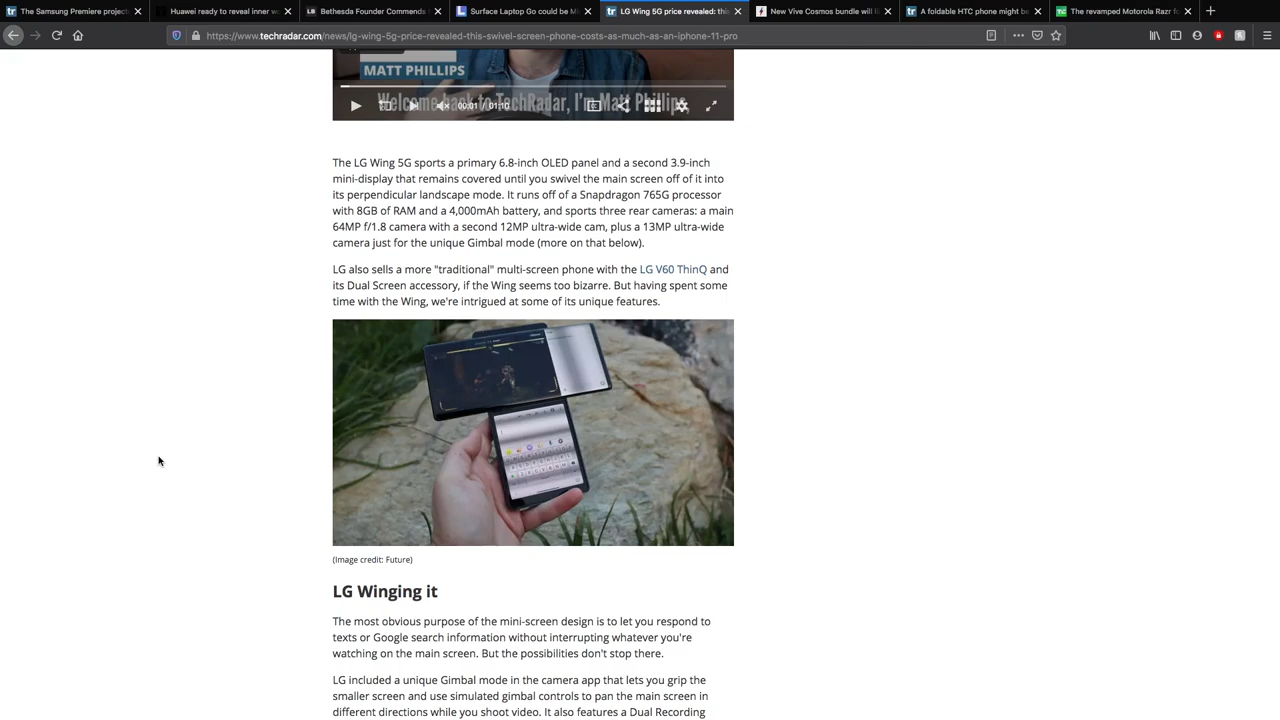 The Samsung Premiere project
Huawei ready to reveal inner wo
Bethesda Founder Commends
Surface Laptop Go could be Mi
LG Wing 5G price revealed: this
New Vive Cosmos bundle will l
A foldable HTC phone might be
The revamped Motorola Razr fo
https://www.techradar.com/news/lg-wing-5g-price-revealed-this-swivel-screen-phone-costs-as-much-as-an-iphone-11-pro
MATT PHILLIPS
Welcome back to TechRadar, I'm Matt Phillips,
00:01 / 01:10
The LG Wing 5G sports a primary 6.8-inch OLED panel and a second 3.9-inch
mini-display that remains covered until you swivel the main screen off of it into
its perpendicular landscape mode. It runs off of a Snapdragon 765G processor
with 8GB of RAM and a 4,000mAh battery, and sports three rear cameras: a main
64MP f/1.8 camera with a second 12MP ultra-wide cam, plus a 13MP ultra-wide
camera just for the unique Gimbal mode (more on that below).
LG also sells a more "traditional" multi-screen phone with the LG V60 ThinQ and
its Dual Screen accessory, if the Wing seems too bizarre. But having spent some
time with the Wing, we're intrigued at some of its unique features.
(Image credit: Future)
LG Winging it
The most obvious purpose of the mini-screen design is to let you respond to
texts or Google search information without interrupting whatever you're
watching on the main screen. But the possibilities don't stop there.
LG included a unique Gimbal mode in the camera app that lets you grip the
smaller screen and use simulated gimbal controls to pan the main screen in
different directions while you shoot video. It also features a Dual Recording